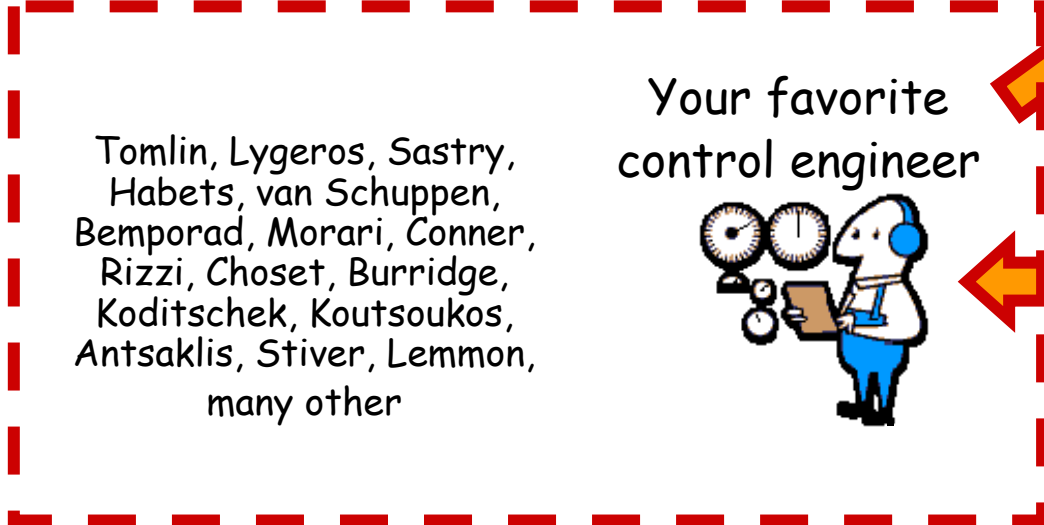 Your favorite
control engineer
Tomlin, Lygeros, Sastry,
Habets, van Schuppen,
Bemporad, Morari, Conner,
Rizzi, Choset, Burridge,
Koditschek, Koutsoukos,
Antsaklis, Stiver, Lemmon,
many other